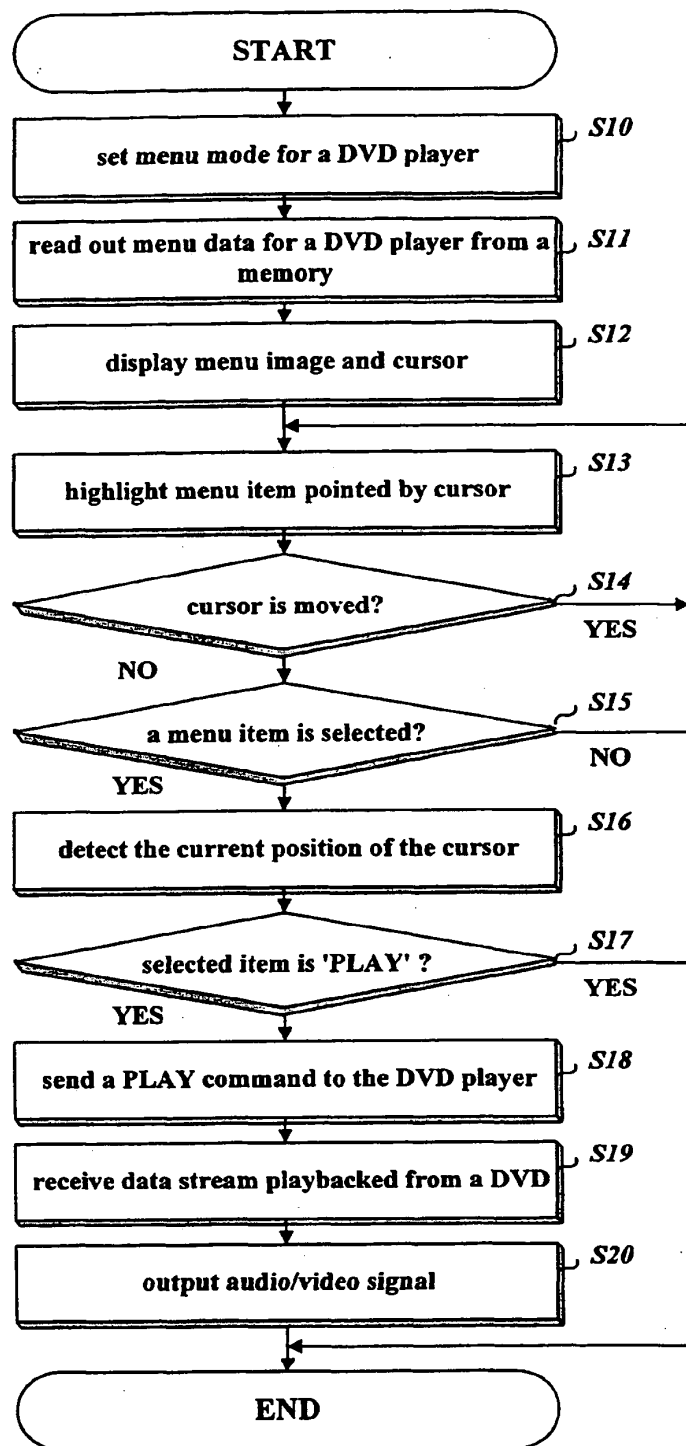 START
S10
set menu mode for a DVD player
S11
read out menu data for a DVD player from a
memory
S12
display menu image and cursor
S13
highlight menu item pointed by cursor
S14
cursor is moved?
YES
NO
S15
a menu item is selected?
NO
YES
S16
detect the current position of the cursor
S17
selected item is 'PLAY' ?
YES
YES
S18
send a PLAY command to the DVD player
S19
receive data stream playbacked from a DVD
S20
output audio/video signal
END